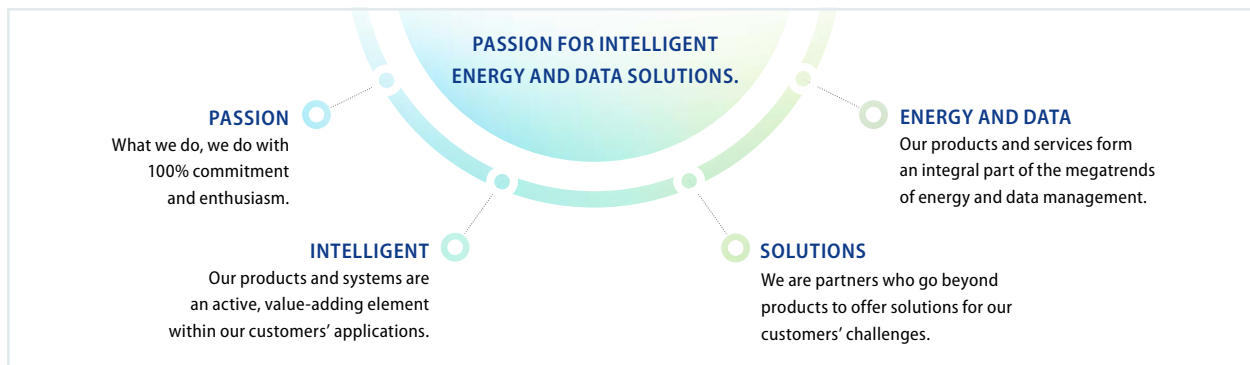 PASSION FOR INTELLIGENT
ENERGY AND DATA SOLUTIONS.
PASSION
What we do, we do with
100% commitment
and enthusiasm.
INTELLIGENT
Our products and systems are
an active, value-adding element
within our customers’ applications.
SOLUTIONS
We are partners who go beyond
products to offer solutions for our
customers’ challenges.
ENERGY AND DATA
Our products and services form
an integral part of the megatrends
of energy and data management.